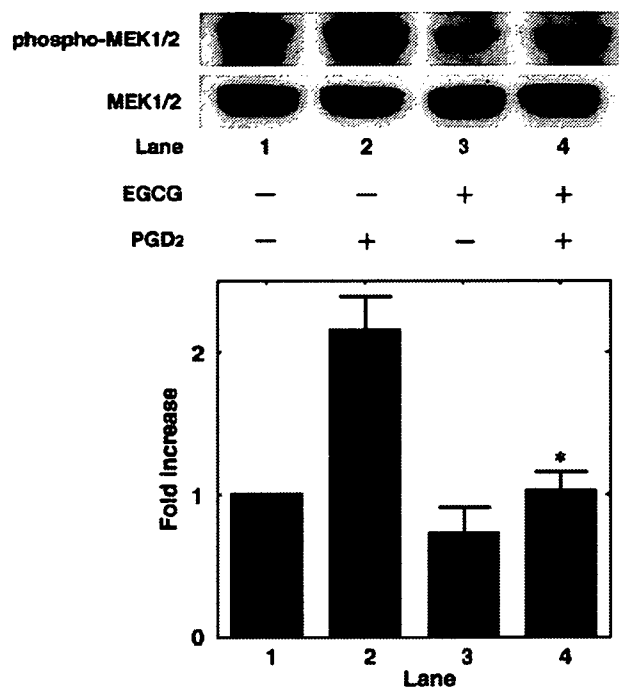 phospho-MEK1/2
MEK1/2
Lane 1 2 3 4
EGCG – – + +
PGD2 – + – +
2
*
1
0
Fold increase
1 2 3 4
Lane